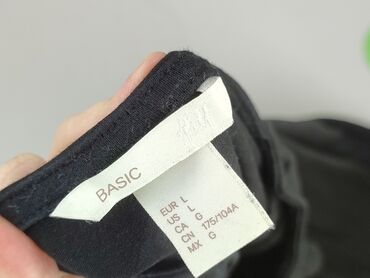 H&M
BASIC
EUR L
US L
CA G
CN 175/104A
MX G